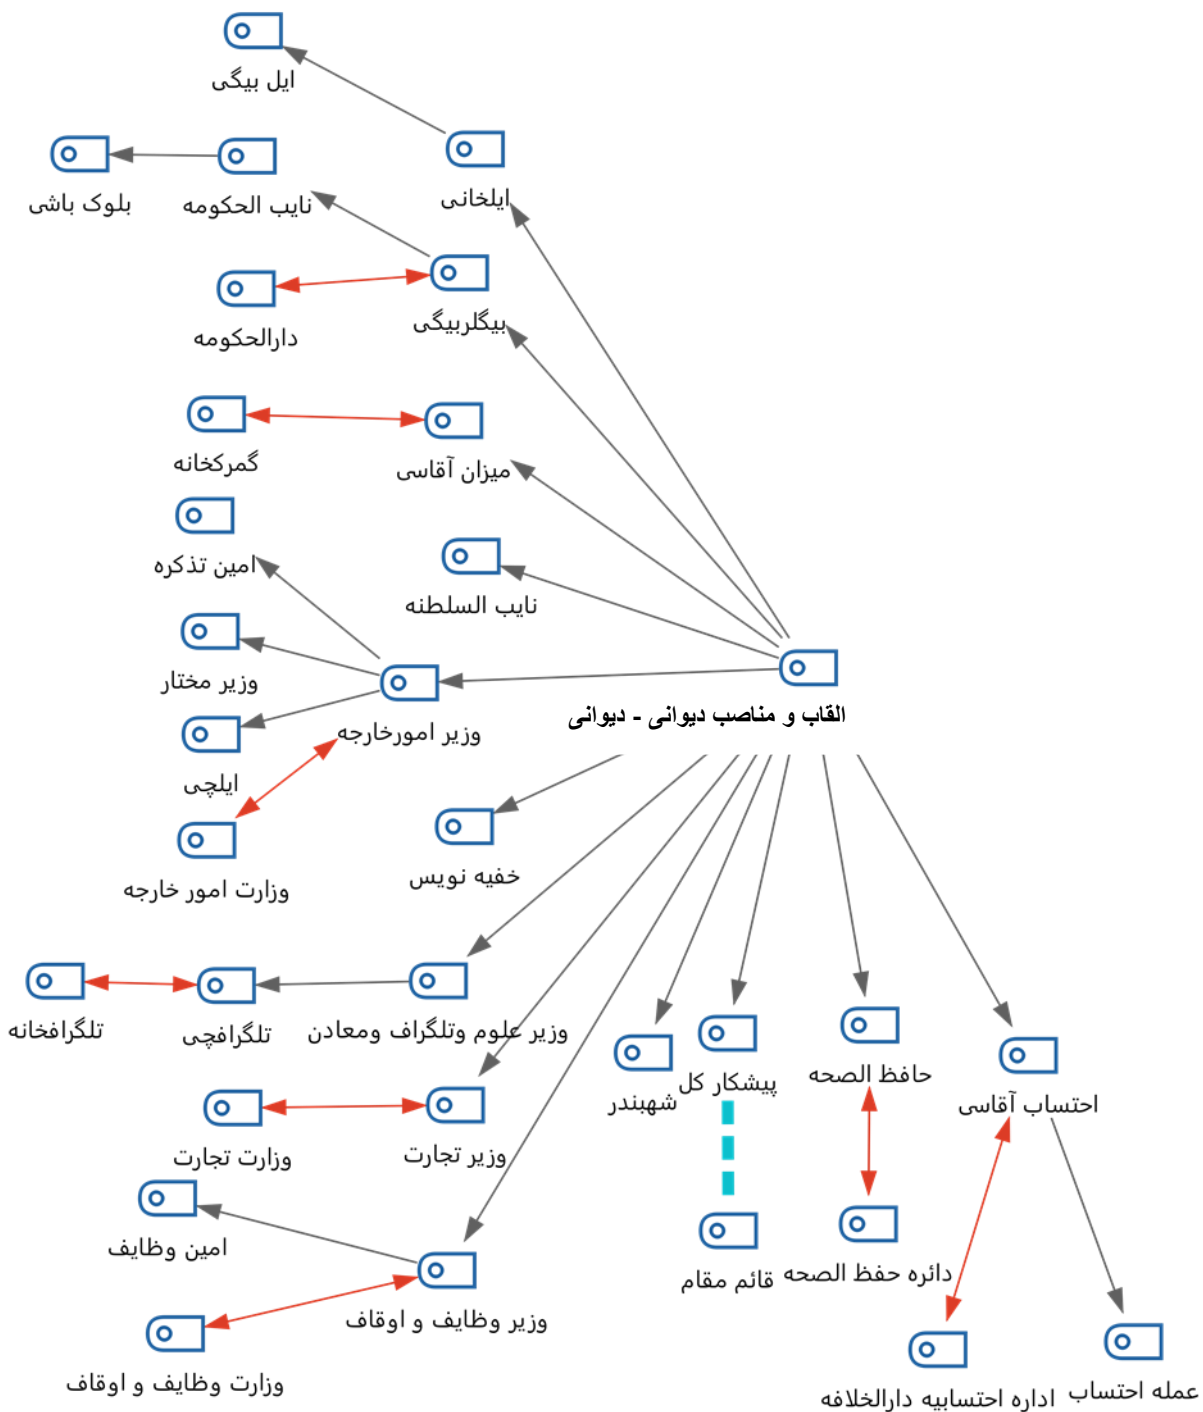 ایل بیگی
ایلخانی
نایب الحکومه
بلوک باشی
بیگلربیگی
دارالحکومه
گمرکخانه
میزان آقاسی
امین تذکره
نایب السلطنه
وزیر مختار
القاب و مناصب دیوانی - دیوانی
وزیر امورخارجه
ایلچی
خفیه نویس
وزارت امور خارجه
وزیر علوم وتلگراف ومعادن
تلگرافچی
تلگرافخانه
حافظ الصحه
پیشکار کل
شهبندر
احتساب آقاسی
وزیر تجارت
وزارت تجارت
امین وظایف
دائره حفظ الصحه
قائم مقام
وزیر وظایف و اوقاف
وزارت وظایف و اوقاف
عمله احتساب
اداره احتسابیه دارالخلافه